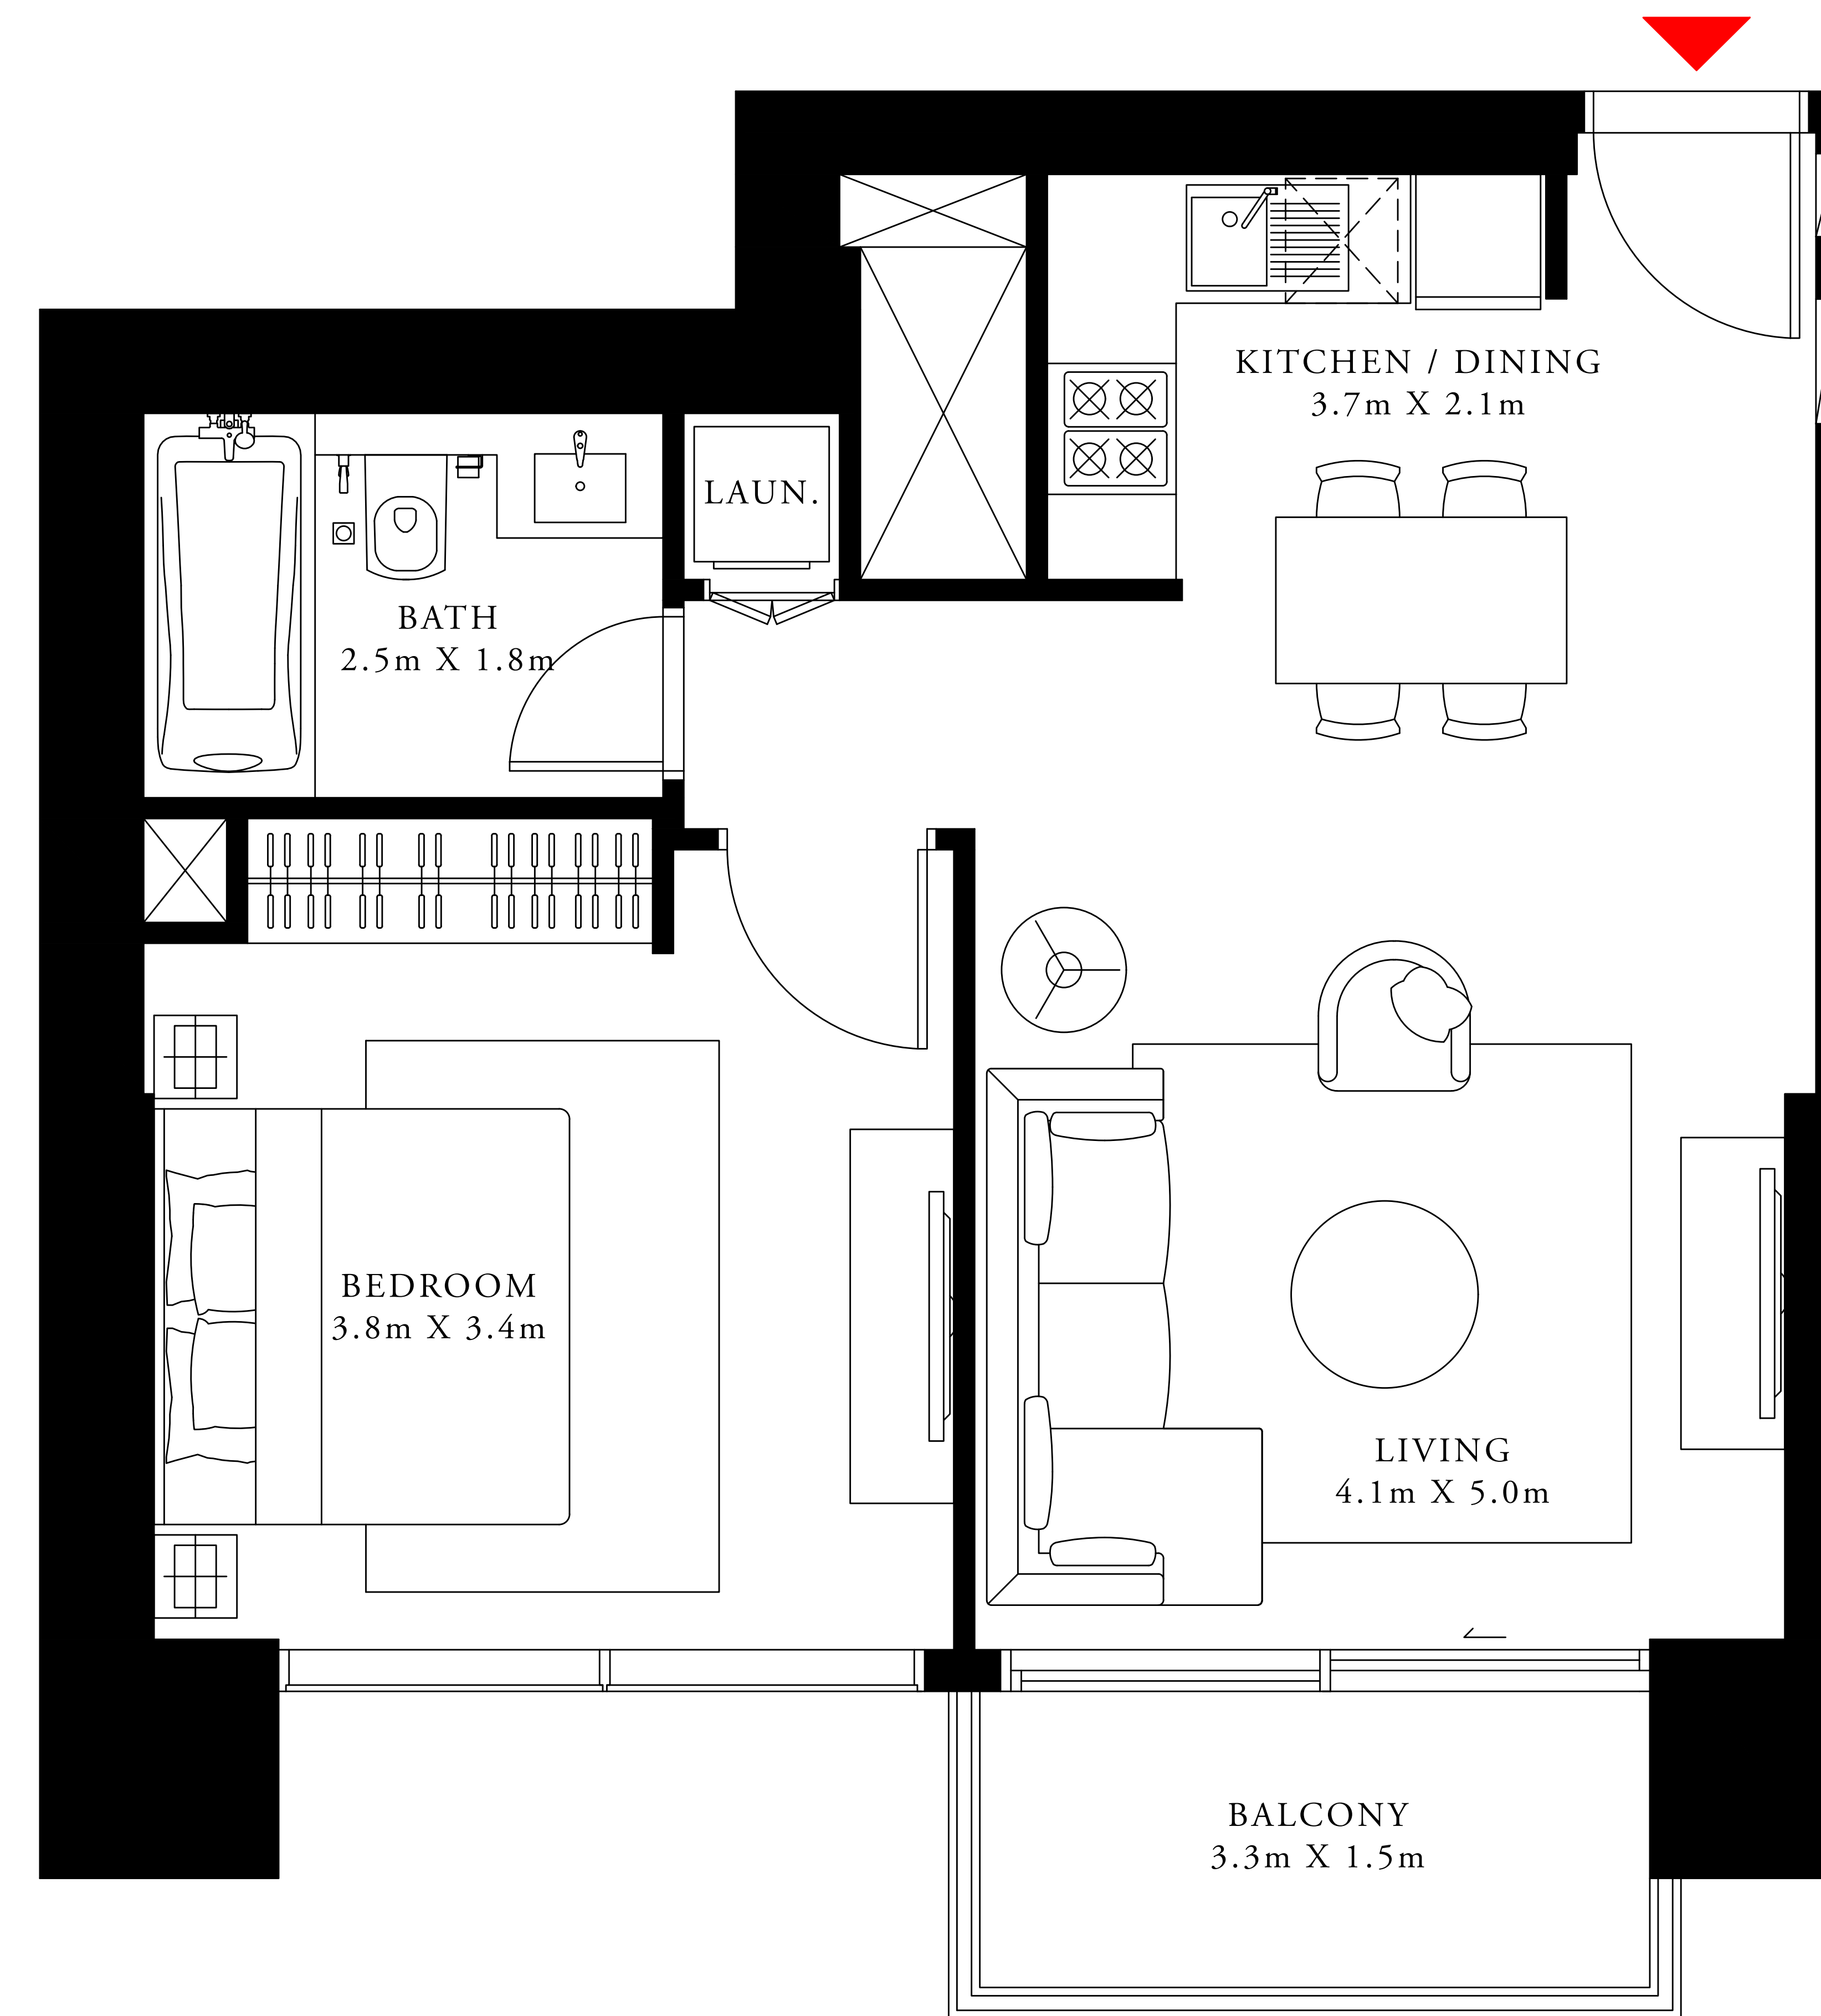 KITCHEN / DINING
3.7m X 2.1m
LAUN.
BATH
2.5m X 1.8m
BEDROOM
3.8m X 3.4m
LIVING
4.1m X 5.0m
BALCONY
3.3m X 1.5m